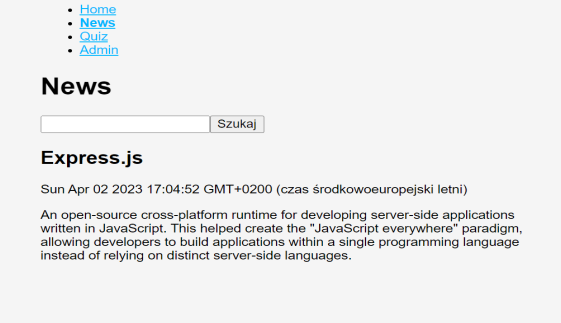 Home
News
Quiz
Admin
News
Szukaj
Express.js
Sun Apr 02 2023 17:04:52 GMT+0200 (czas środkowoeuropejski letni)
An open-source cross-platform runtime for developing server-side applications
written in JavaScript. This helped create the "JavaScript everywhere" paradigm,
allowing developers to build applications within a single programming language
instead of relying on distinct server-side languages.